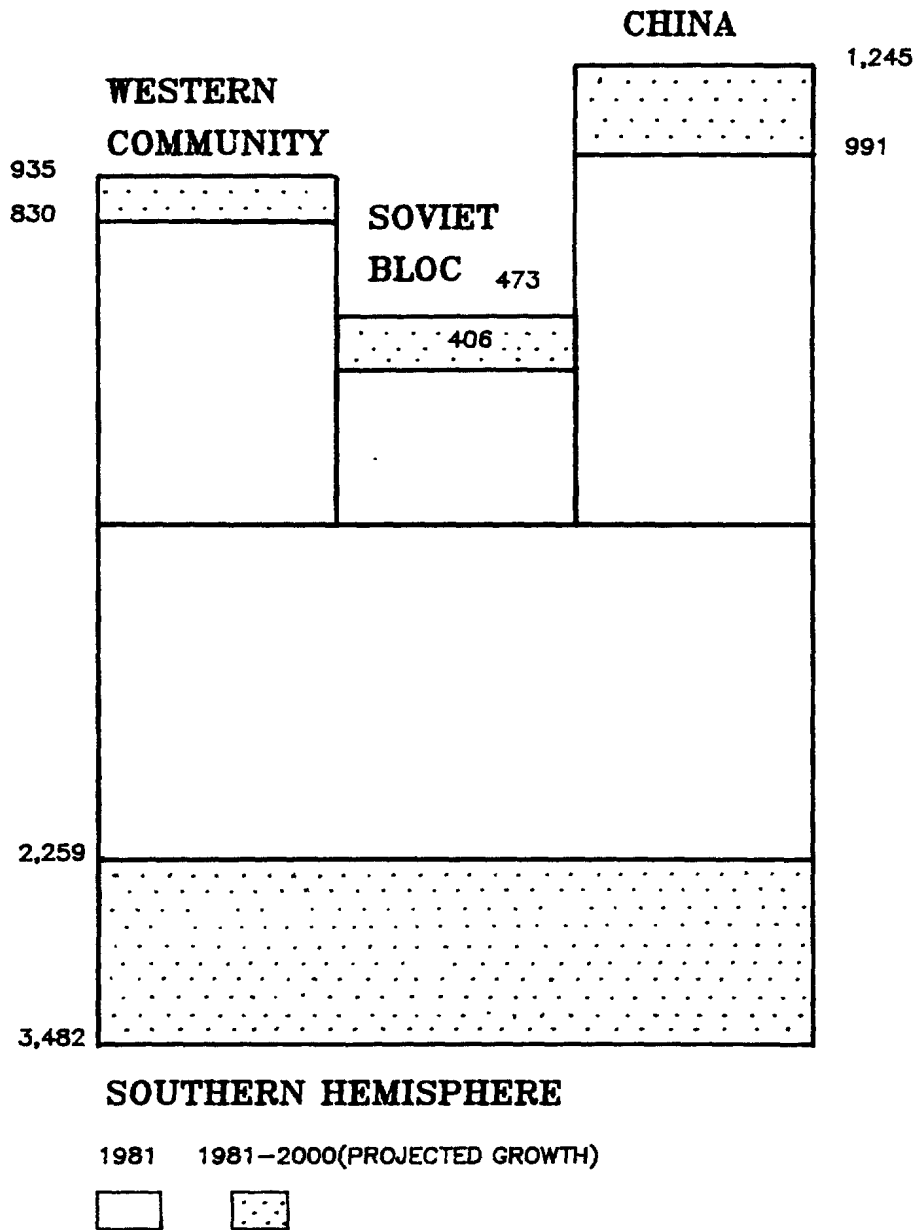 CHINA
1,245
WESTERN
COMMUNITY
991
935
830
SOVIET
BLOC 473
406
2,259
3,482
SOUTHERN HEMISPHERE
1981 1981-2000(PROJECTED GROWTH)